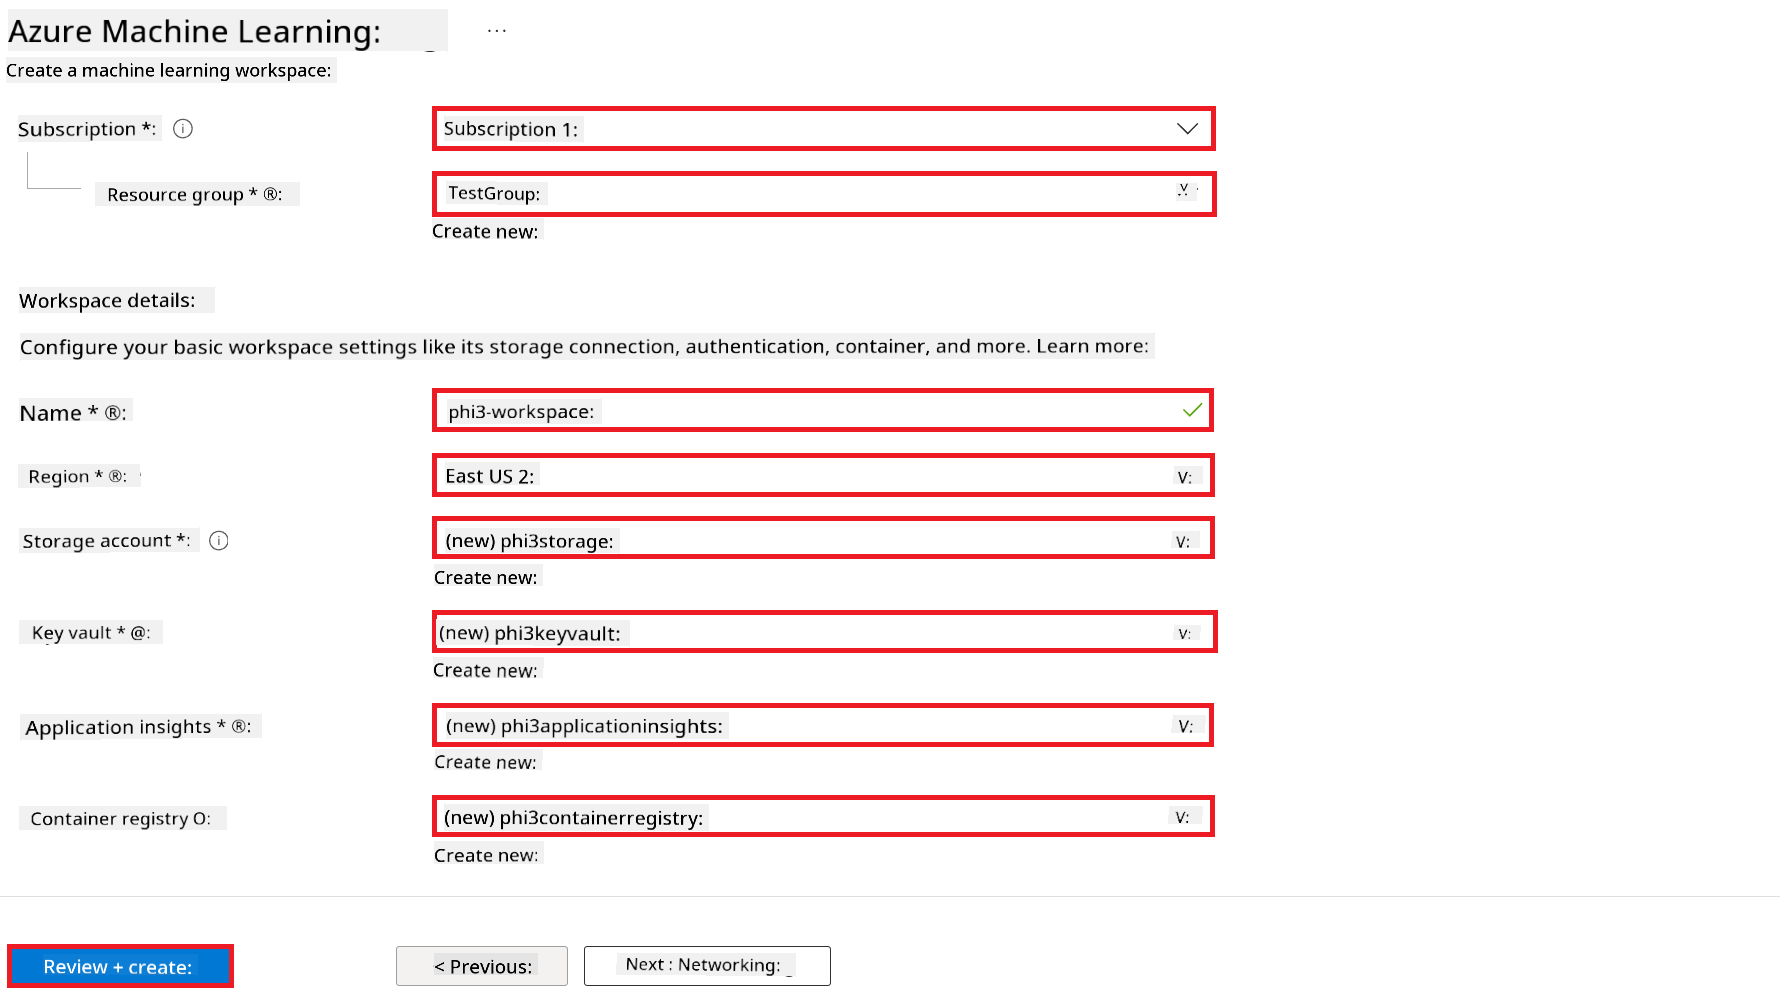 Azure Machine Learning: ...
Create a machine learning workspace:
Subscription *:
Subscription 1:
Resource group * ®:
TestGroup:
Create new:
Workspace details:
Configure your basic workspace settings like its storage connection, authentication, container, and more. Learn more:
Name * ®:
phi3-workspace:
Region * ®:
East US 2:
V:
Storage account *:
(new) phi3storage:
V:
Create new:
Key vault * @:
(new) phi3keyvault:
V:
Create new:
Application insights * ®:
(new) phi3applicationinsights:
V:
Create new:
Container registry O:
(new) phi3containerregistry:
V:
Create new:
Review + create:
< Previous:
Next : Networking: